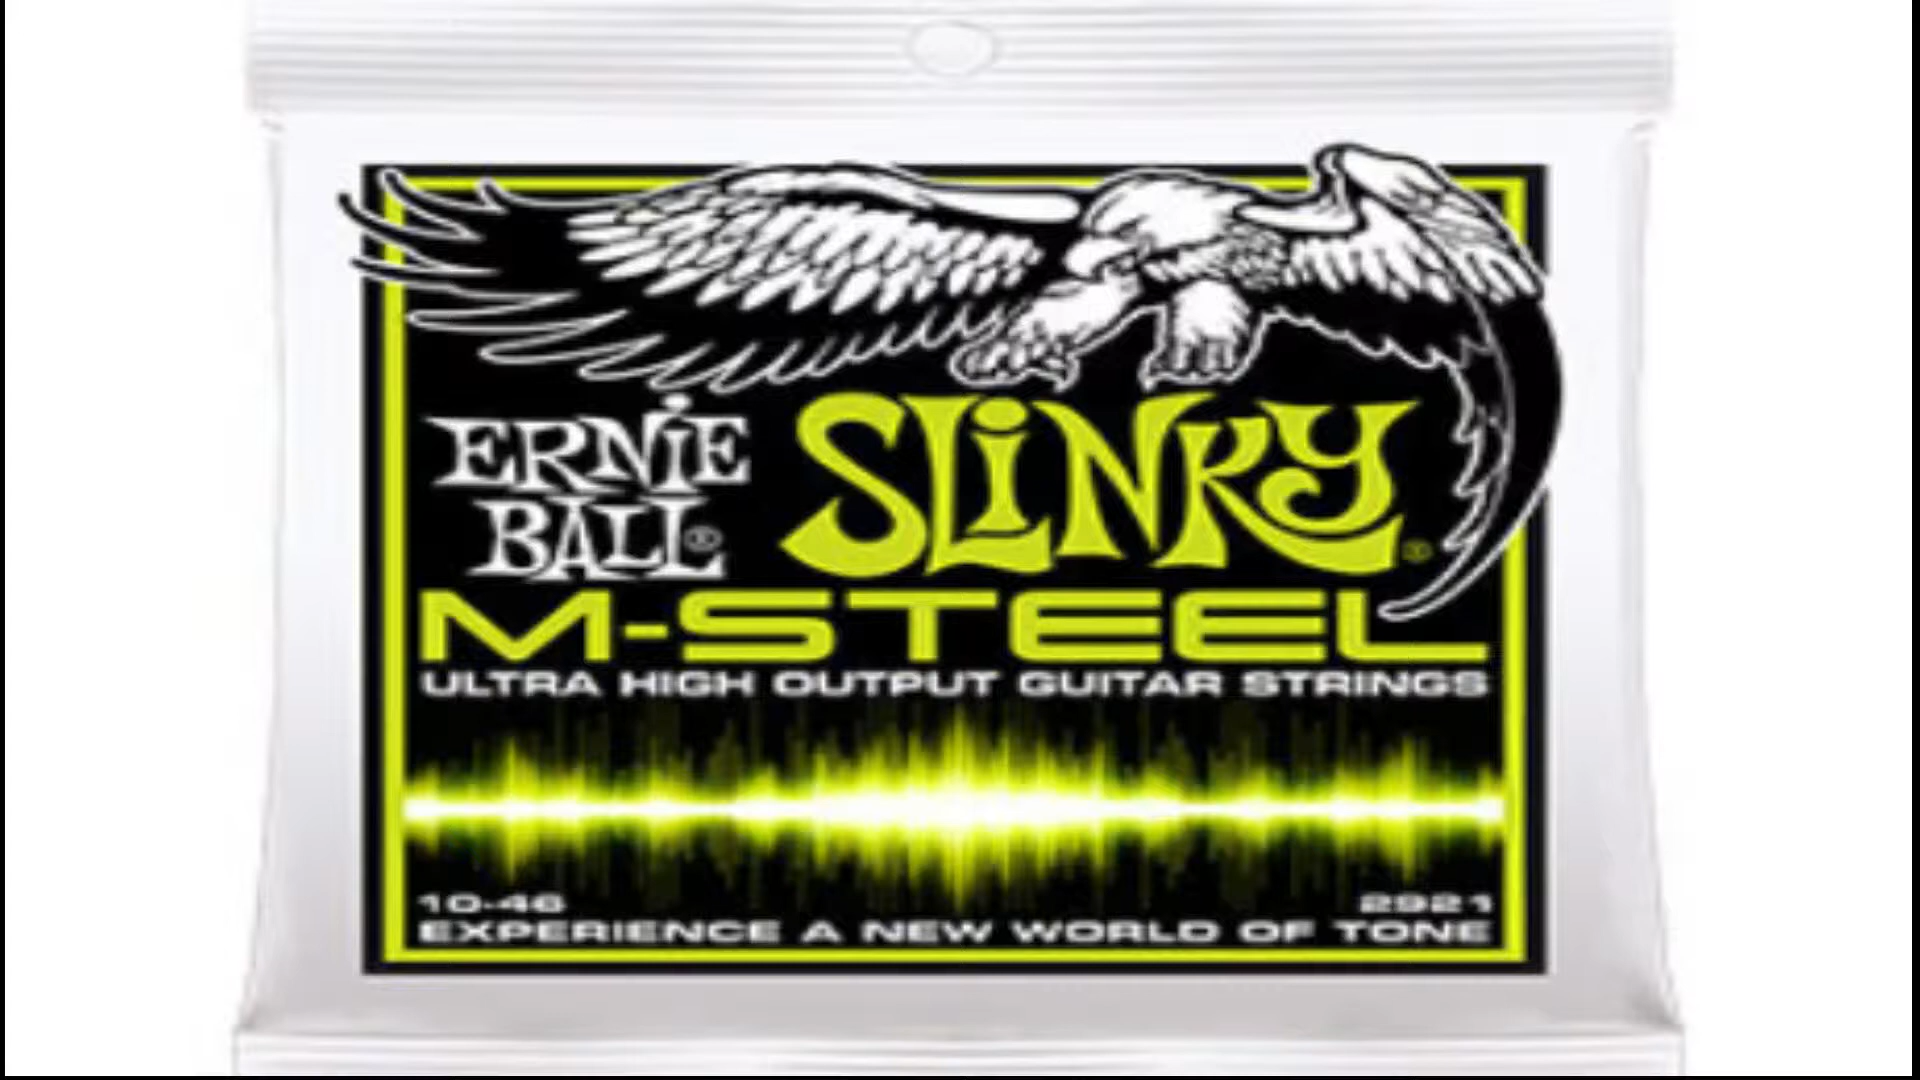 ERNiE
BALL®
SLiNKY®
M-STEEL
ULTRA HIGH OUTPUT GUITAR STRINGS
10-46
2921
EXPERIENCE A NEW WORLD OF TONE